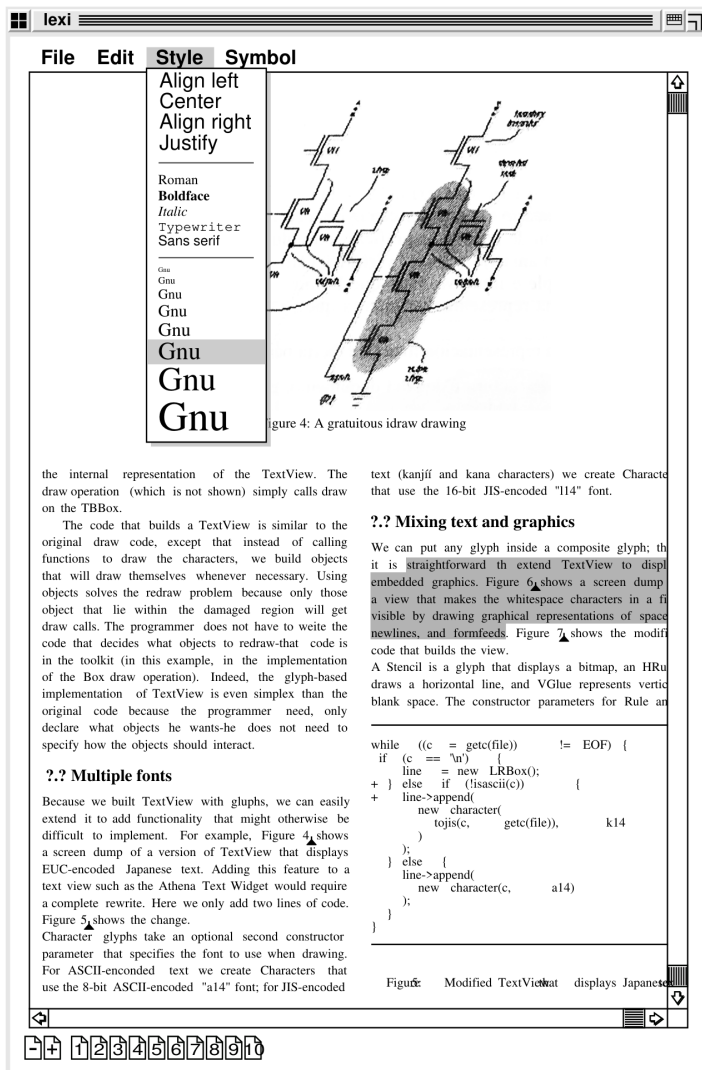 lexi
File Edit Style Symbol
Align left
Center
Align right
Justify
Roman
Boldface
Italic
Typewriter
Sans serif
Gnu
Gnu
Gnu
Gnu
Gnu
Gnu
Gnu
Gnu
igure 4: A gratuitous idraw drawing
the internal representation of the TextView. The
draw operation (which is not shown) simply calls draw
on the TBBox.
The code that builds a TextView is similar to the
original draw code, except that instead of calling
functions to draw the characters, we build objects
that will draw themselves whenever necessary. Using
objects solves the redraw problem because only those
object that lie within the damaged region will get
draw calls. The programmer does not have to weite the
code that decides what objects to redraw-that code is
in the toolkit (in this example, in the implementation
of the Box draw operation). Indeed, the glyph-based
implementation of TextView is even simplex than the
original code because the programmer need, only
declare what objects he wants-he does not need to
specify how the objects should interact.
?.? Multiple fonts
Because we built TextView with gluphs, we can easily
extend it to add functionality that might otherwise be
difficult to implement. For example, Figure 4 shows
a screen dump of a version of TextView that displays
EUC-encoded Japanese text. Adding this feature to a
text view such as the Athena Text Widget would require
a complete rewrite. Here we only add two lines of code.
Figure 5 shows the change.
Character glyphs take an optional second constructor
parameter that specifies the font to use when drawing.
For ASCII-enconded text we create Characters that
use the 8-bit ASCII-encoded "a14" font; for JIS-encoded
text (kanjíí and kana characters) we create Characte
that use the 16-bit JIS-encoded "l14" font.
?.? Mixing text and graphics
We can put any glyph inside a composite glyph; th
it is straightforward th extend TextView to displ
embedded graphics. Figure 6 shows a screen dump
a view that makes the whitespace characters in a fi
visible by drawing graphical representations of space
newlines, and formfeeds. Figure 7 shows the modifi
code that builds the view.
A Stencil is a glyph that displays a bitmap, an HRu
draws a horizontal line, and VGlue represents vertic
blank space. The constructor parameters for Rule an
while ((c = getc(file)) != EOF) {
if (c == '\n') {
line = new LRBox();
+ } else if (!isascii(c)) {
+ line->append(
new character(
tojis(c, getc(file)), k14
)
);
} else {
line->append(
new character(c, a14)
);
}
}
Modified TextView that displays Japanese
- + 1 2 3 4 5 6 7 8 9 10